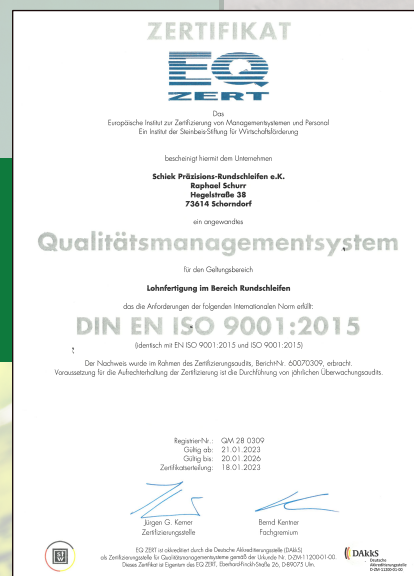 ZERTIFIKAT
EQ
ZERT
Das
Europäische Institut zur Zertifizierung von Managementsystemen und Personal
Ein Institut der Steinbeis-Stiftung für Wirtschaftsförderung
bescheinigt hiermit dem Unternehmen
Schiek Präzisions-Rundschleifen e.K.
Raphael Schurr
Hegelstraße 38
73614 Schorndorf
ein angewandtes
Qualitätsmanagementsystem
für den Geltungsbereich
Lohnfertigung im Bereich Rundschleifen
das die Anforderungen der folgenden Internationalen Norm erfüllt:
DIN EN ISO 9001:2015
(identisch mit EN ISO 9001:2015 und ISO 9001:2015)
Der Nachweis wurde im Rahmen des Zertifizierungsaudits, Bericht-Nr. 60070309, erbracht.
Voraussetzung für die Aufrechterhaltung der Zertifizierung ist die Durchführung von jährlichen Überwachungsaudits.
Register-Nr.: QM 28 0309
Gültig ab: 21.01.2023
Gültig bis: 20.01.2026
Zertifikatserteilung: 18.01.2023
Jürgen G. Kerner Bernd Kentner
Zertifizierungsstelle Fachgremium
EQ ZERT ist akkreditiert durch die Deutsche Akkreditierungsstelle (DAkkS)
als Zertifizierungsstelle für Qualitätsmanagementsysteme gemäß der Urkunde Nr. D-ZM-11200-01-00.
Dieses Zertifikat ist Eigentum des EQ ZERT, Eberhard-Finckh-Straße 26, D-89075 Ulm.
DAkkS
Deutsche
Akkreditierungsstelle
D-ZM-11200-01-00